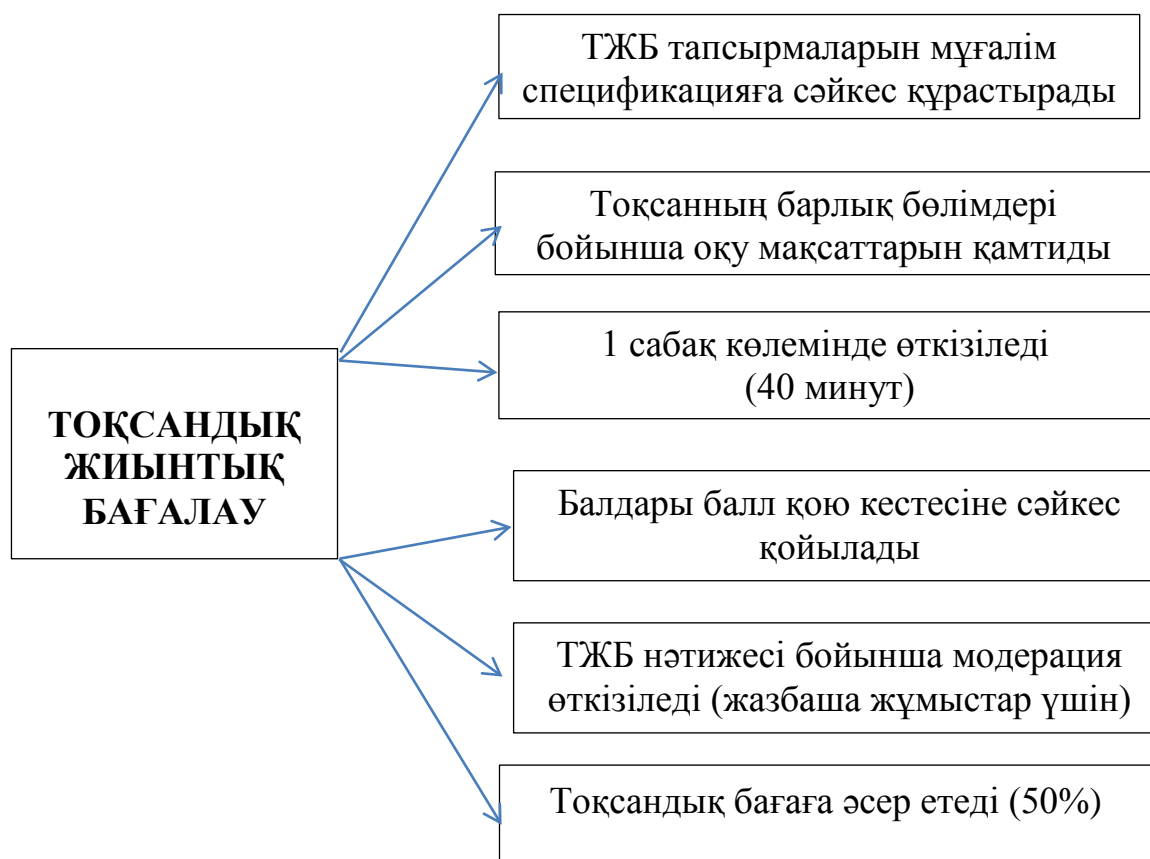 ТЖБ тапсырмаларын мұғалім
спецификацияға сәйкес құрастырады
Тоқсанның барлық бөлімдері
бойынша оқу мақсаттарын қамтиды
1 сабақ көлемінде өткізіледі
(40 минут)
ТОҚСАНДЫҚ
ЖИЫНТЫҚ
БАҒАЛАУ
Балдары балл қою кестесіне сәйкес
қойылады
ТЖБ нәтижесі бойынша модерация
өткізіледі (жазбаша жұмыстар үшін)
Тоқсандық бағаға әсер етеді (50%)